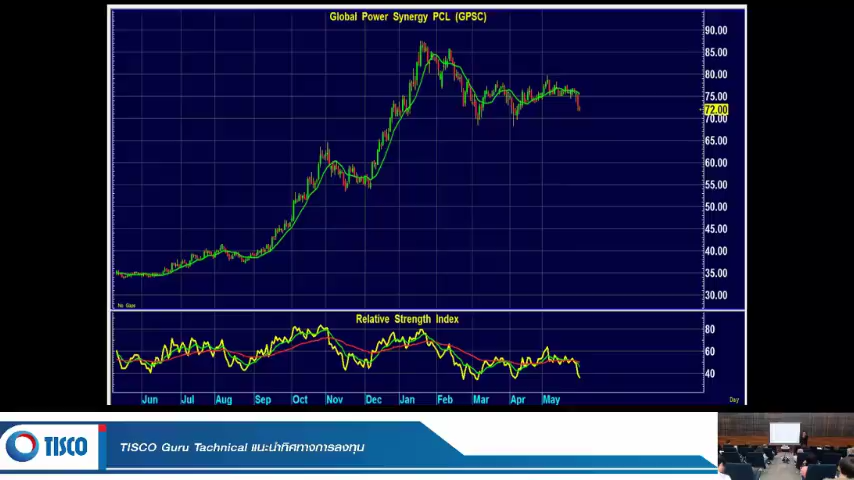 Global Power Synergy PCL (GPSC)
90.00
85.00
80.00
75.00
72.00
70.00
65.00
60.00
55.00
50.00
45.00
40.00
35.00
30.00
No Gaps
Relative Strength Index
80
60
40
Jun Jul Aug Sep Oct Nov Dec Jan Feb Mar Apr May
Day
TISCO
TISCO Guru Tachnical แนะนำทิศทางการลงทุน